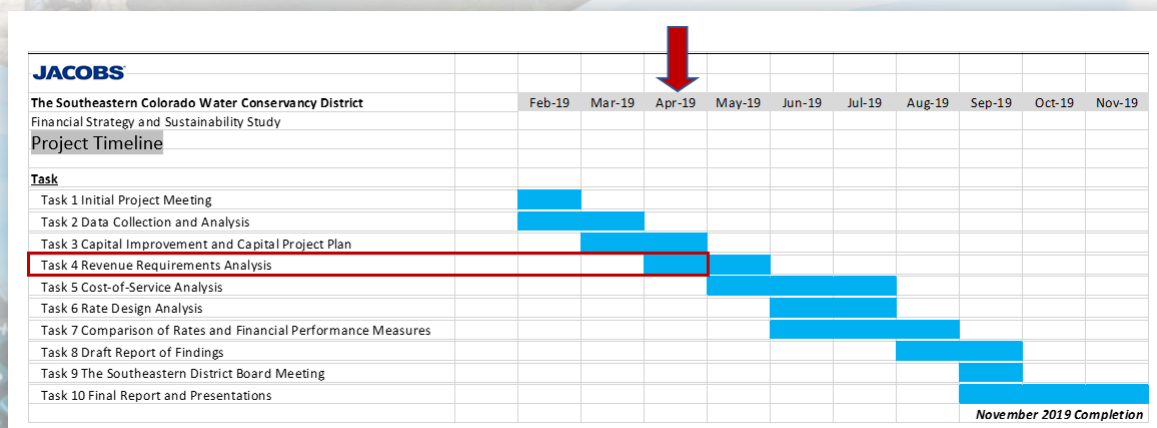 JACOBS
The Southeastern Colorado Water Conservancy District Feb-19 Mar-19 Apr-19 May-19 Jun-19 Jul-19 Aug-19 Sep-19 Oct-19 Nov-19
Financial Strategy and Sustainability Study
Project Timeline
Task
Task 1 Initial Project Meeting
Task 2 Data Collection and Analysis
Task 3 Capital Improvement and Capital Project Plan
Task 4 Revenue Requirements Analysis
Task 5 Cost-of-Service Analysis
Task 6 Rate Design Analysis
Task 7 Comparison of Rates and Financial Performance Measures
Task 8 Draft Report of Findings
Task 9 The Southeastern District Board Meeting
Task 10 Final Report and Presentations
November 2019 Completion